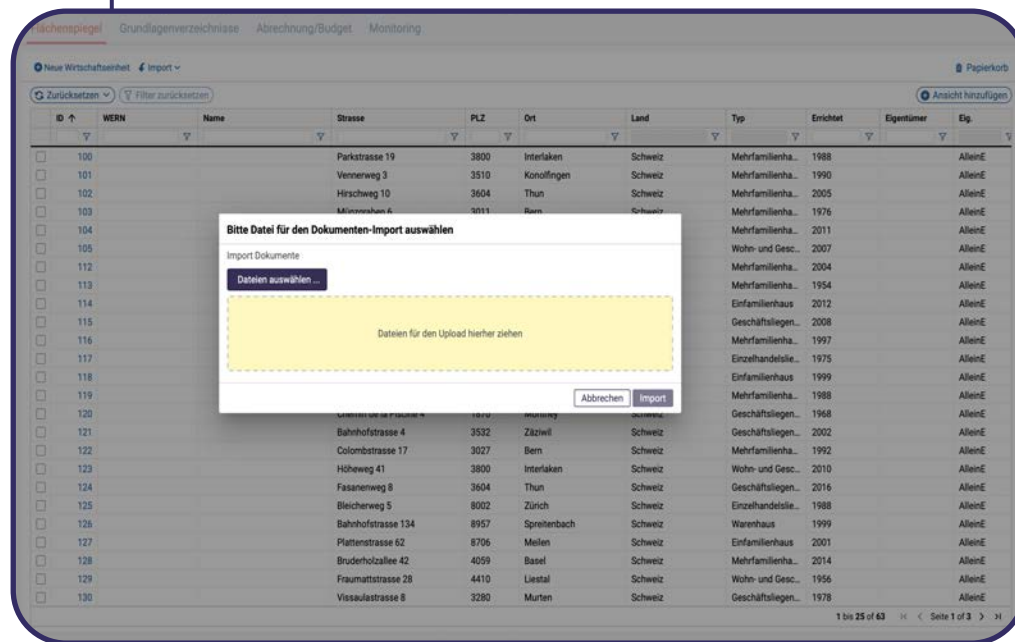 Flächenspiegel Grundlagenverzeichnisse Abrechnung/Budget Monitoring
Neue Wirtschaftseinheit Import Papierkorb
Zurücksetzen Filter zurücksetzen Ansicht hinzufügen
ID WERN Name Strasse PLZ Ort Land Typ Errichtet Eigentümer Eig.
100 Parkstrasse 19 3800 Interlaken Schweiz Mehrfamilienha... 1988 AlleinE
101 Vennerweg 3 3510 Konolfingen Schweiz Mehrfamilienha... 1990 AlleinE
102 Hirschweg 10 3604 Thun Schweiz Mehrfamilienha... 2005 AlleinE
103 Münzgraben 6 3011 Bern Schweiz Mehrfamilienha... 1976 AlleinE
104 Mehrfamilienha... 2011 AlleinE
105 Wohn- und Gesc... 2007 AlleinE
112 Mehrfamilienha... 2004 AlleinE
113 Mehrfamilienha... 1954 AlleinE
114 Einfamilienhaus 2012 AlleinE
115 Geschäftsliegen... 2008 AlleinE
116 Mehrfamilienha... 1997 AlleinE
117 Einzelhandelslie... 1975 AlleinE
118 Einfamilienhaus 1999 AlleinE
119 Mehrfamilienha... 1988 AlleinE
120 Chemin de la Piscine 4 1870 Monthey Schweiz Geschäftsliegen... 1968 AlleinE
121 Bahnhofstrasse 4 3532 Zäziwil Schweiz Geschäftsliegen... 2002 AlleinE
122 Colombstrasse 17 3027 Bern Schweiz Mehrfamilienha... 1992 AlleinE
123 Höheweg 41 3800 Interlaken Schweiz Wohn- und Gesc... 2010 AlleinE
124 Fasanenweg 8 3604 Thun Schweiz Geschäftsliegen... 2016 AlleinE
125 Bleicherweg 5 8002 Zürich Schweiz Einzelhandelslie... 1988 AlleinE
126 Bahnhofstrasse 134 8957 Spreitenbach Schweiz Warenhaus 1999 AlleinE
127 Plattenstrasse 62 8706 Meilen Schweiz Einfamilienhaus 2001 AlleinE
128 Bruderholzallee 42 4059 Basel Schweiz Mehrfamilienha... 2014 AlleinE
129 Fraumattstrasse 28 4410 Liestal Schweiz Wohn- und Gesc... 1956 AlleinE
130 Vissaulastrasse 8 3280 Murten Schweiz Geschäftsliegen... 1978 AlleinE
1 bis 25 of 63 Seite 1 of 3
Bitte Datei für den Dokumenten-Import auswählen
Import Dokumente
Dateien auswählen ...
Dateien für den Upload hierher ziehen
Abbrechen Import